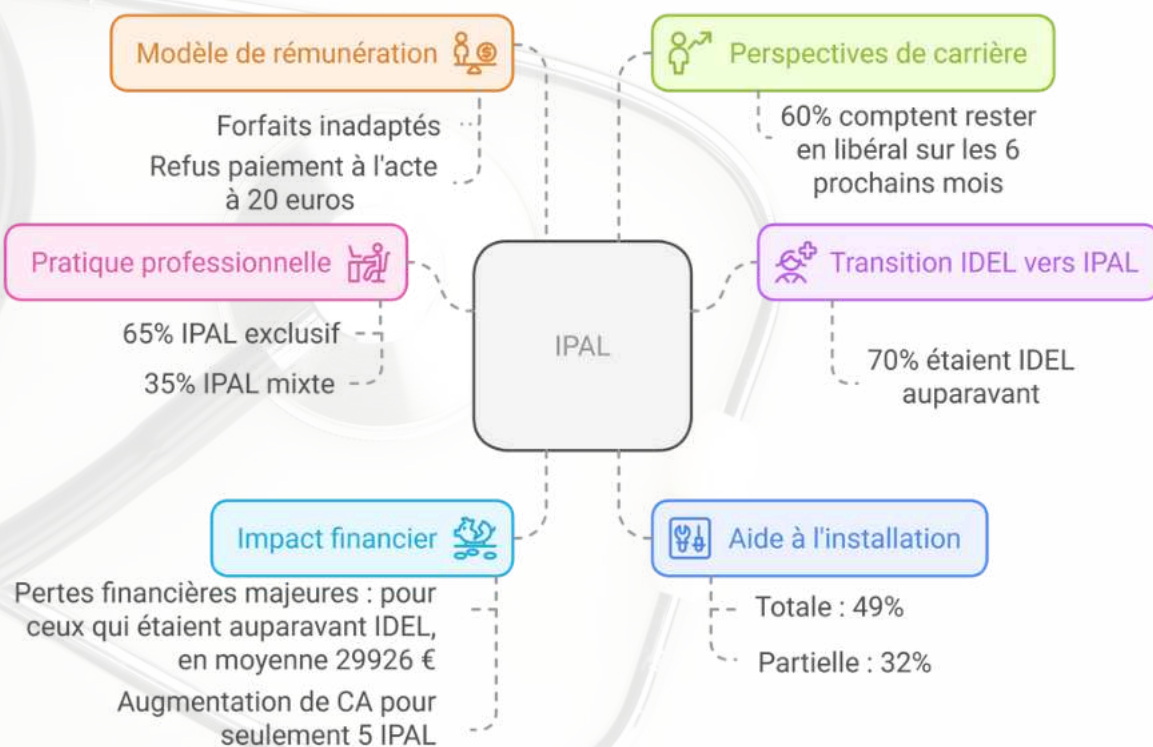 Modèle de rémunération
Forfaits inadaptés
Refus paiement à l'acte
à 20 euros
Perspectives de carrière
60% comptent rester
en libéral sur les 6
prochains mois
Pratique professionnelle
65% IPAL exclusif
35% IPAL mixte
IPAL
Transition IDEL vers IPAL
70% étaient IDEL
auparavant
Impact financier
Pertes financières majeures : pour
ceux qui étaient auparavant IDEL,
en moyenne 29926 €
Augmentation de CA pour
seulement 5 IPAL
Aide à l'installation
Totale : 49%
Partielle : 32%